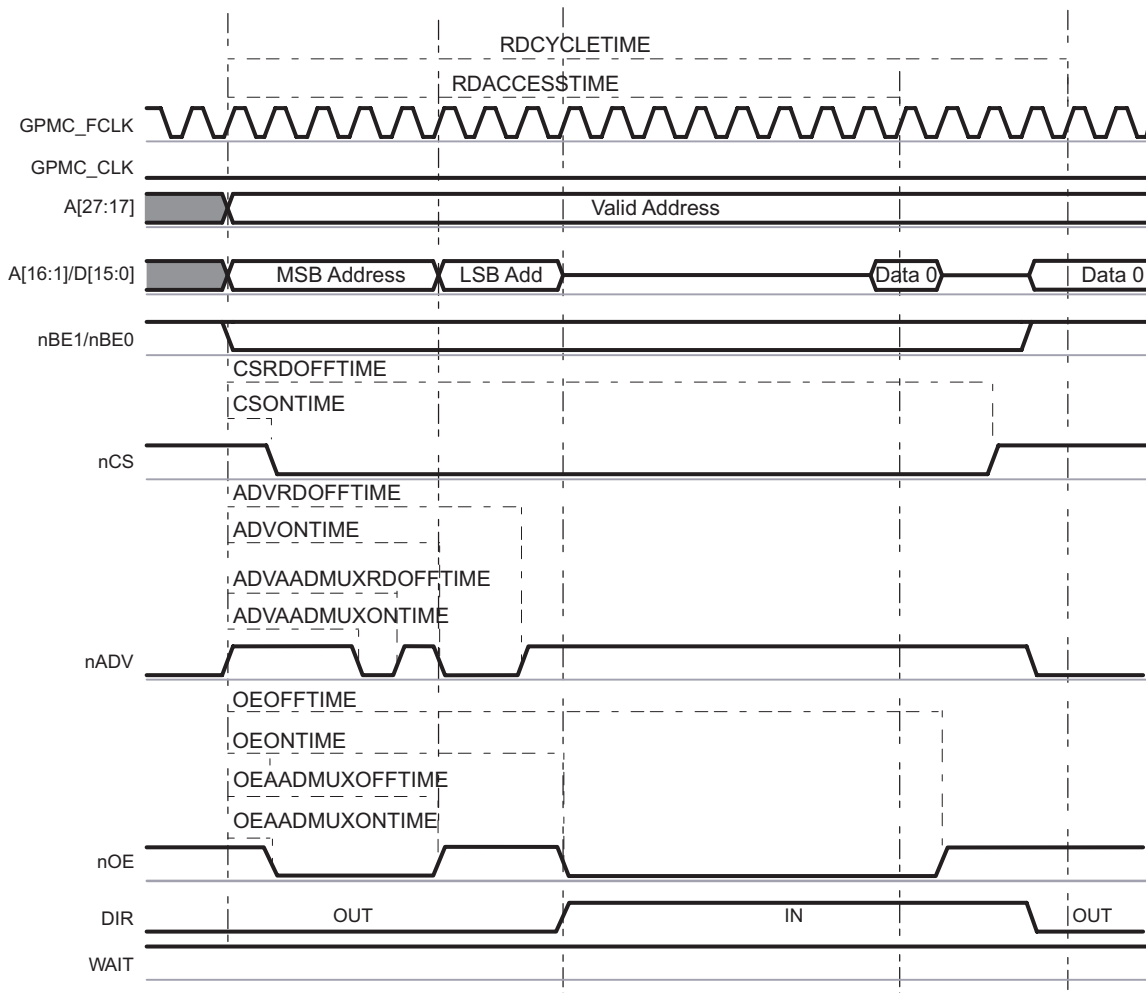 RDCYCLETIME
RDACCESSTIME
GPMC_FCLK
GPMC_CLK
A[27:17]
Valid Address
A[16:1]/D[15:0]
MSB Address
LSB Add
Data 0
Data 0
nBE1/nBE0
CSRDOFFTIME
CSONTIME
nCS
ADVRDOFFTIME
ADVONTIME
ADVAADMUXRDOFFTIME
ADVAADMUXONTIME
nADV
OEOFFTIME
OEONTIME
OEAADMUXOFFTIME
OEAADMUXONTIME
nOE
DIR
OUT
IN
OUT
WAIT